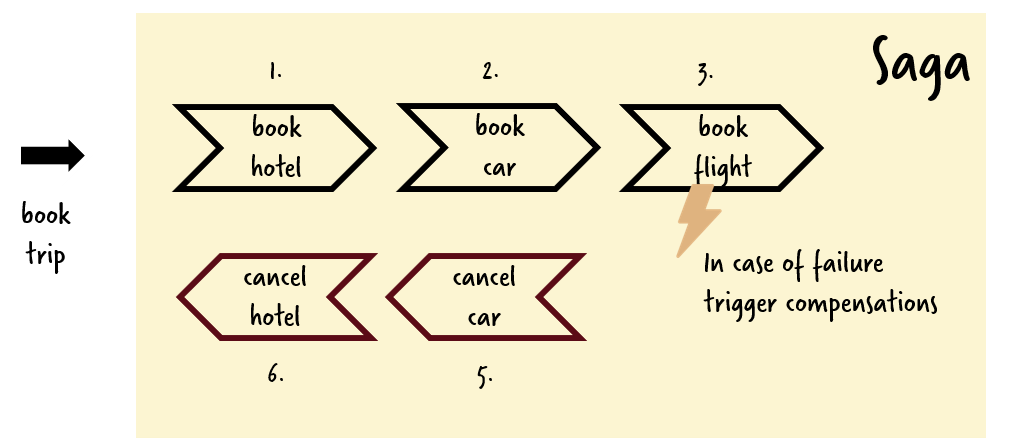 Saga
1.
2.
3.
book
hotel
book
car
book
flight
book
trip
In case of failure
trigger compensations
cancel
hotel
cancel
car
6.
5.